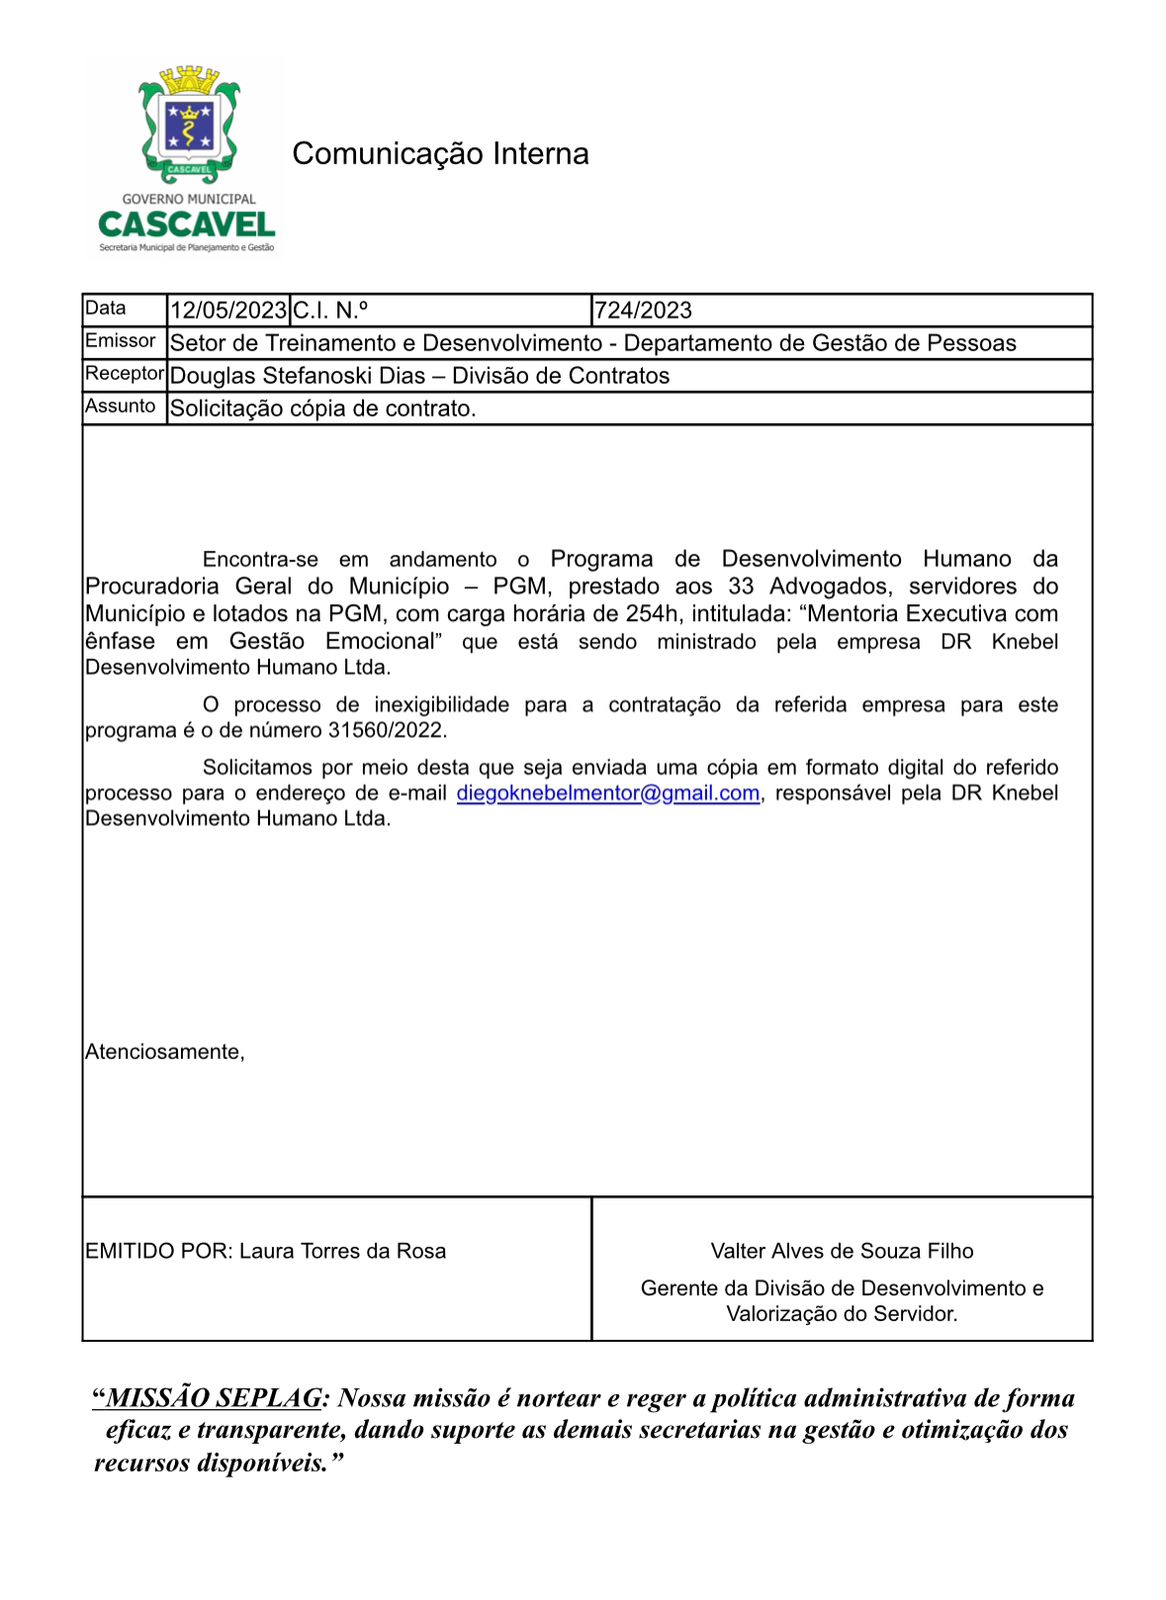 CASCAVEL
GOVERNO MUNICIPAL
CASCAVEL
Secretaria Municipal de Planejamento e Gestão
Comunicação Interna
Data 12/05/2023 C.I. N.º 724/2023
Emissor Setor de Treinamento e Desenvolvimento - Departamento de Gestão de Pessoas
Receptor Douglas Stefanoski Dias – Divisão de Contratos
Assunto Solicitação cópia de contrato.
Encontra-se em andamento o Programa de Desenvolvimento Humano da
Procuradoria Geral do Município – PGM, prestado aos 33 Advogados, servidores do
Município e lotados na PGM, com carga horária de 254h, intitulada: “Mentoria Executiva com
ênfase em Gestão Emocional” que está sendo ministrado pela empresa DR Knebel
Desenvolvimento Humano Ltda.
O processo de inexigibilidade para a contratação da referida empresa para este
programa é o de número 31560/2022.
Solicitamos por meio desta que seja enviada uma cópia em formato digital do referido
processo para o endereço de e-mail diegoknebelmentor@gmail.com, responsável pela DR Knebel
Desenvolvimento Humano Ltda.
Atenciosamente,
EMITIDO POR: Laura Torres da Rosa
Valter Alves de Souza Filho
Gerente da Divisão de Desenvolvimento e
Valorização do Servidor.
“MISSÃO SEPLAG: Nossa missão é nortear e reger a política administrativa de forma
eficaz e transparente, dando suporte as demais secretarias na gestão e otimização dos
recursos disponíveis.”